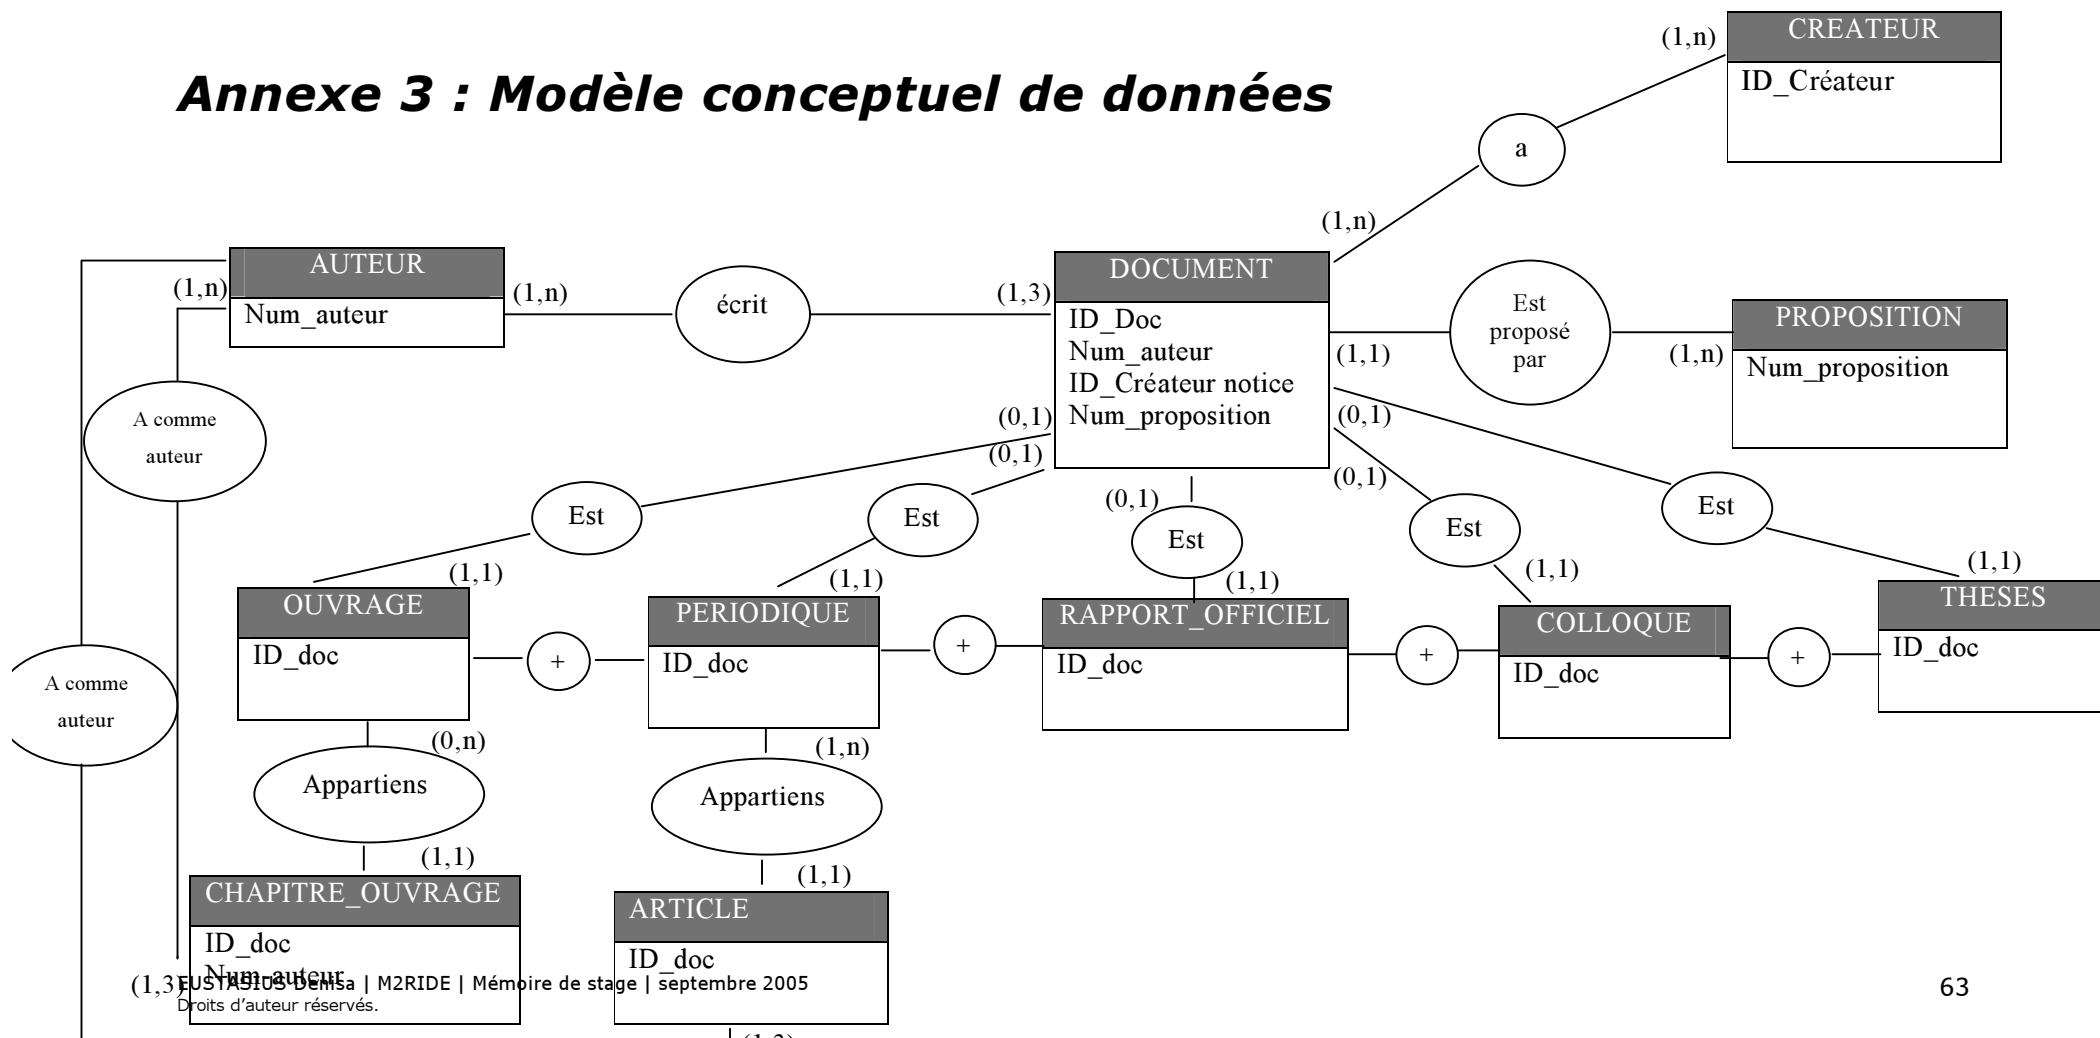 CREATEUR
(1,n)
Annexe 3 : Modèle conceptuel de données
ID_Créateur
a
(1,n)
AUTEUR
DOCUMENT
(1,n)
(1,n)
écrit
(1,3)
Est
proposé
par
PROPOSITION
Num_auteur
ID_Doc
Num_auteur
ID_Créateur notice
Num_proposition
(1,1)
(1,n)
Num_proposition
A comme
auteur
(0,1)
(0,1)
(0,1)
(0,1)
(0,1)
Est
Est
Est
Est
Est
(1,1)
(1,1)
(1,1)
(1,1)
(1,1)
OUVRAGE
PERIODIQUE
RAPPORT_OFFICIEL
COLLOQUE
THESES
ID_doc
+
ID_doc
+
ID_doc
+
ID_doc
+
ID_doc
A comme
auteur
(0,n)
(1,n)
Appartiens
Appartiens
(1,1)
(1,1)
CHAPITRE_OUVRAGE
ARTICLE
ID_doc
Num-auteur
ID_doc
(1,3)
EUSTASIUS Denisa | M2RIDE | Mémoire de stage | septembre 2005
63
Droits d'auteur réservés.